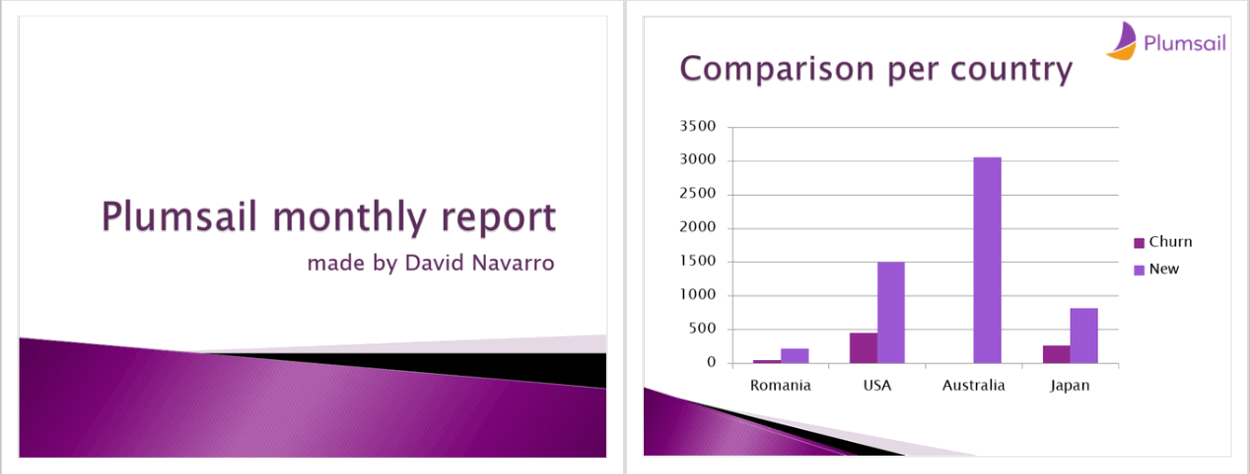 Plumsail monthly report
made by David Navarro
Plumsail
Comparison per country
3500
3000
2500
2000
1500
1000
500
0
Romania USA Australia Japan
Churn
New